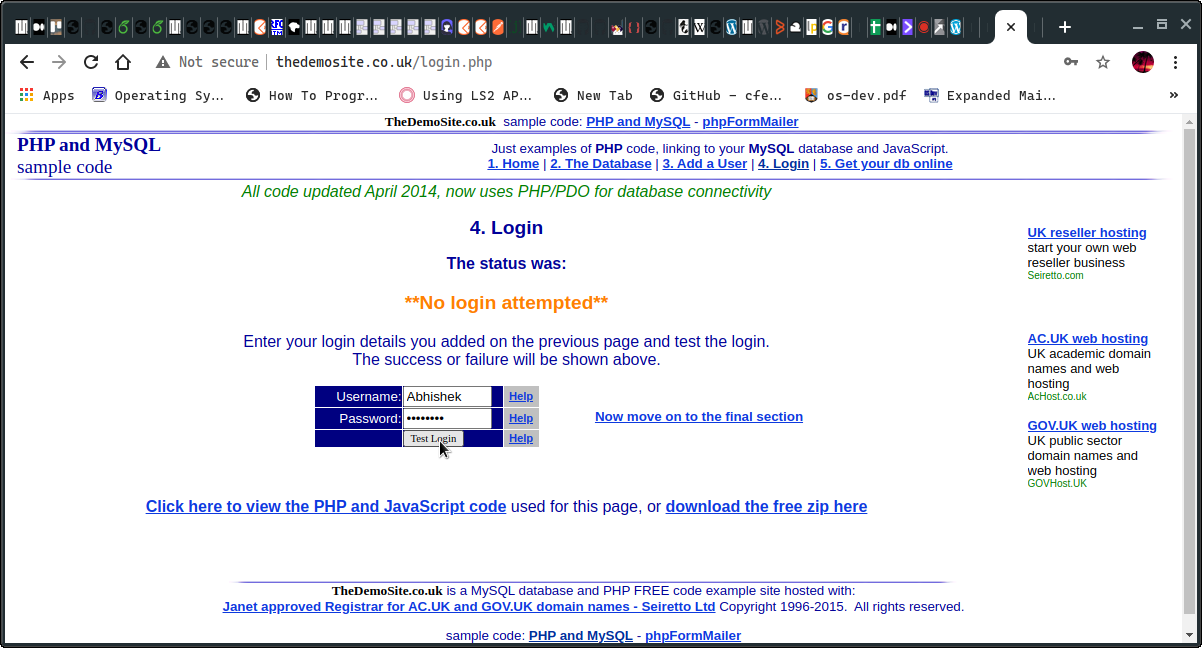 Not secure thedemosite.co.uk/login.php
Apps Operating Sy... How To Progr... Using LS2 AP... New Tab GitHub - cfe... os-dev.pdf Expanded Mai... »
TheDemoSite.co.uk sample code: PHP and MySQL - phpFormMailer
PHP and MySQL
sample code
Just examples of PHP code, linking to your MySQL database and JavaScript.
1. Home | 2. The Database | 3. Add a User | 4. Login | 5. Get your db online
All code updated April 2014, now uses PHP/PDO for database connectivity
4. Login
The status was:
**No login attempted**
Enter your login details you added on the previous page and test the login.
The success or failure will be shown above.
Username: Abhishek Help
Password: •••••••• Help
Test Login Help
Now move on to the final section
Click here to view the PHP and JavaScript code used for this page, or download the free zip here
UK reseller hosting
start your own web
reseller business
Seiretto.com
AC.UK web hosting
UK academic domain
names and web
hosting
AcHost.co.uk
GOV.UK web hosting
UK public sector
domain names and
web hosting
GOVHost.UK
TheDemoSite.co.uk is a MySQL database and PHP FREE code example site hosted with:
Janet approved Registrar for AC.UK and GOV.UK domain names - Seiretto Ltd Copyright 1996-2015. All rights reserved.
sample code: PHP and MySQL - phpFormMailer